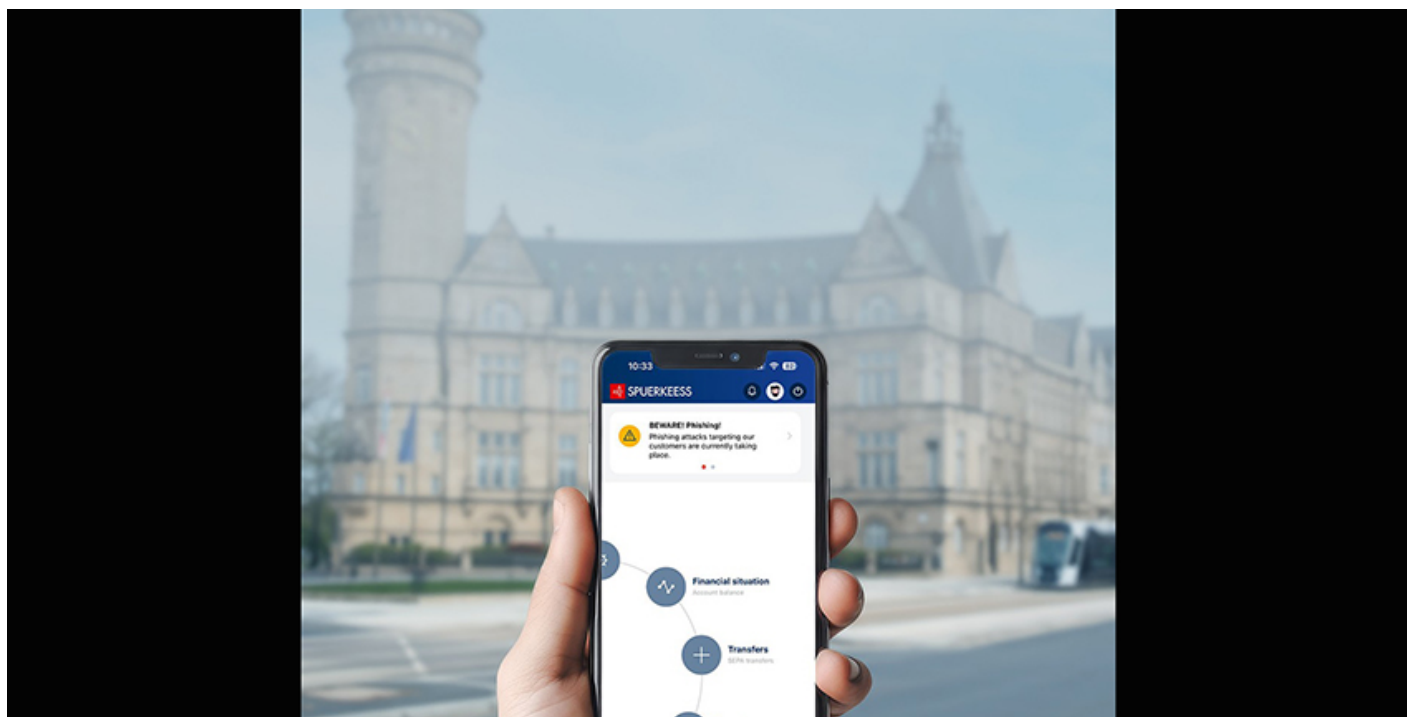 10:33
SPUERKEESS
BEWARE! Phishing!
Phishing attacks targeting our
customers are currently taking
place.
Financial situation
Account balance
Transfers
SEPA transfers